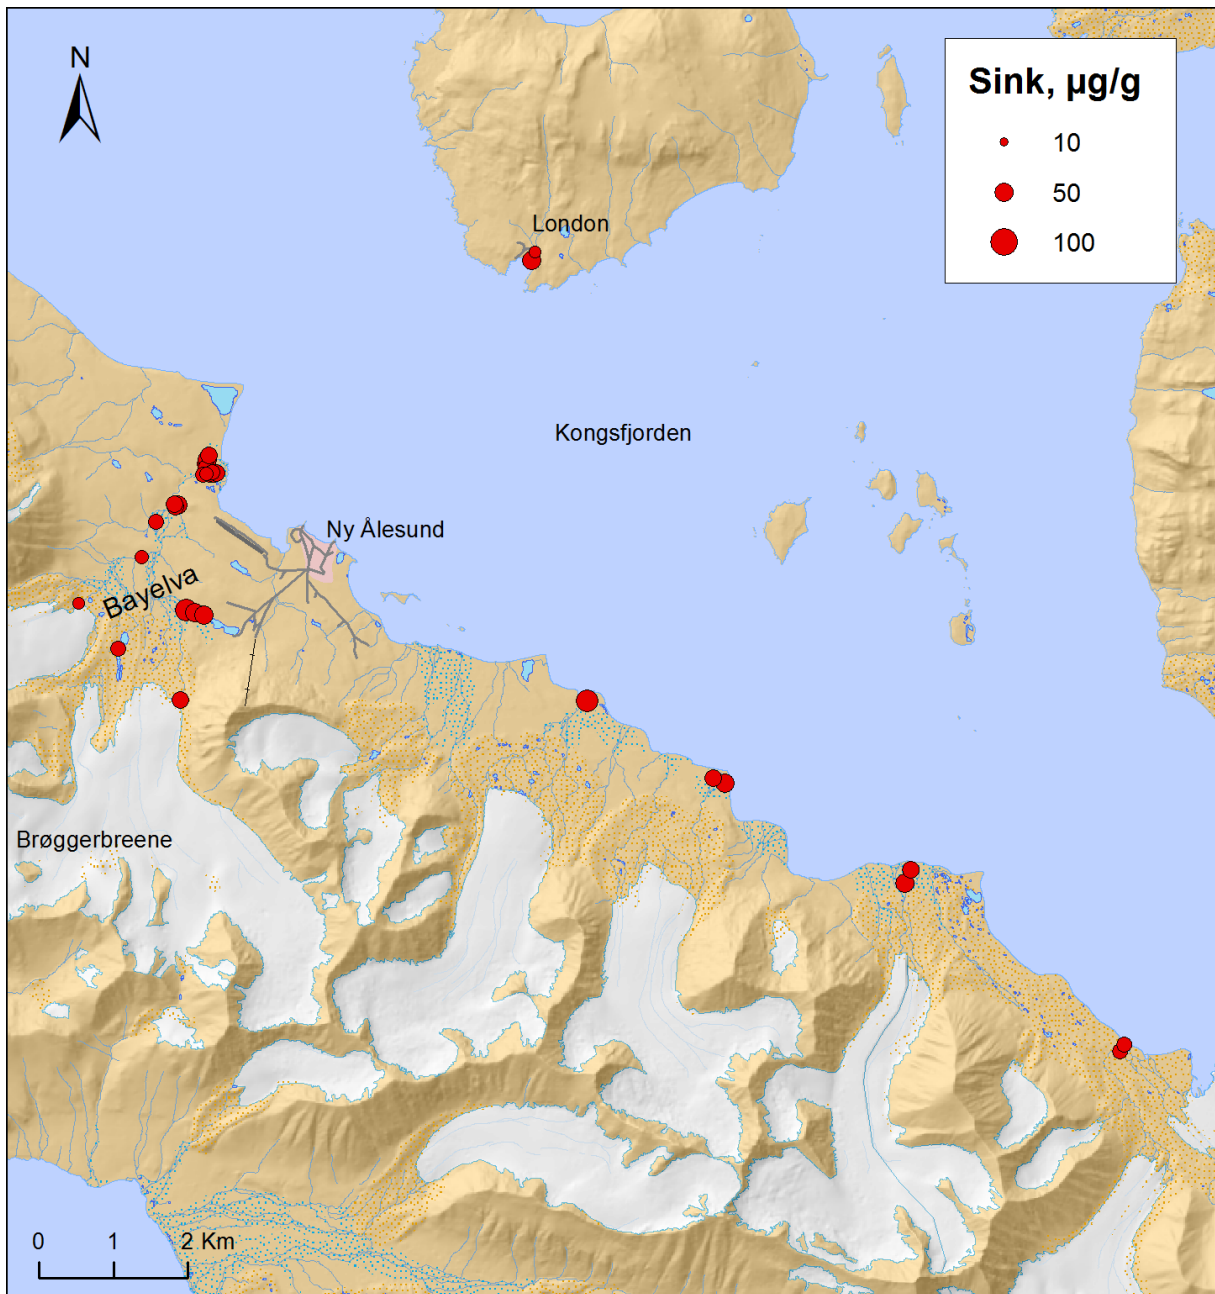 N
Sink, µg/g
10
50
100
London
Kongsfjorden
Ny Ålesund
Bayelva
Brøggerbreene
0 1 2 Km